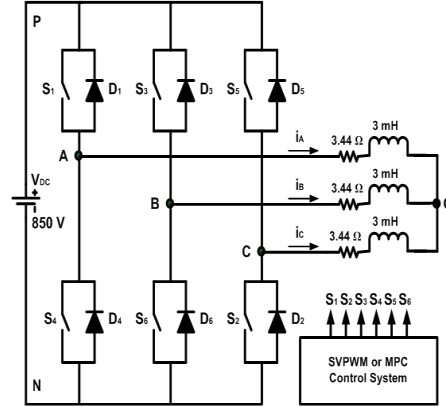 P
S1 D1 S3 D3 S5 D5
3 mH
iA 3.44 Ω
A
3 mH
VDC + iB 3.44 Ω
B
850 V
3 mH
iC 3.44 Ω
C
S1 S2 S3 S4 S5 S6
S4 D4 S6 D6 S2 D2
SVPWM or MPC
Control System
N